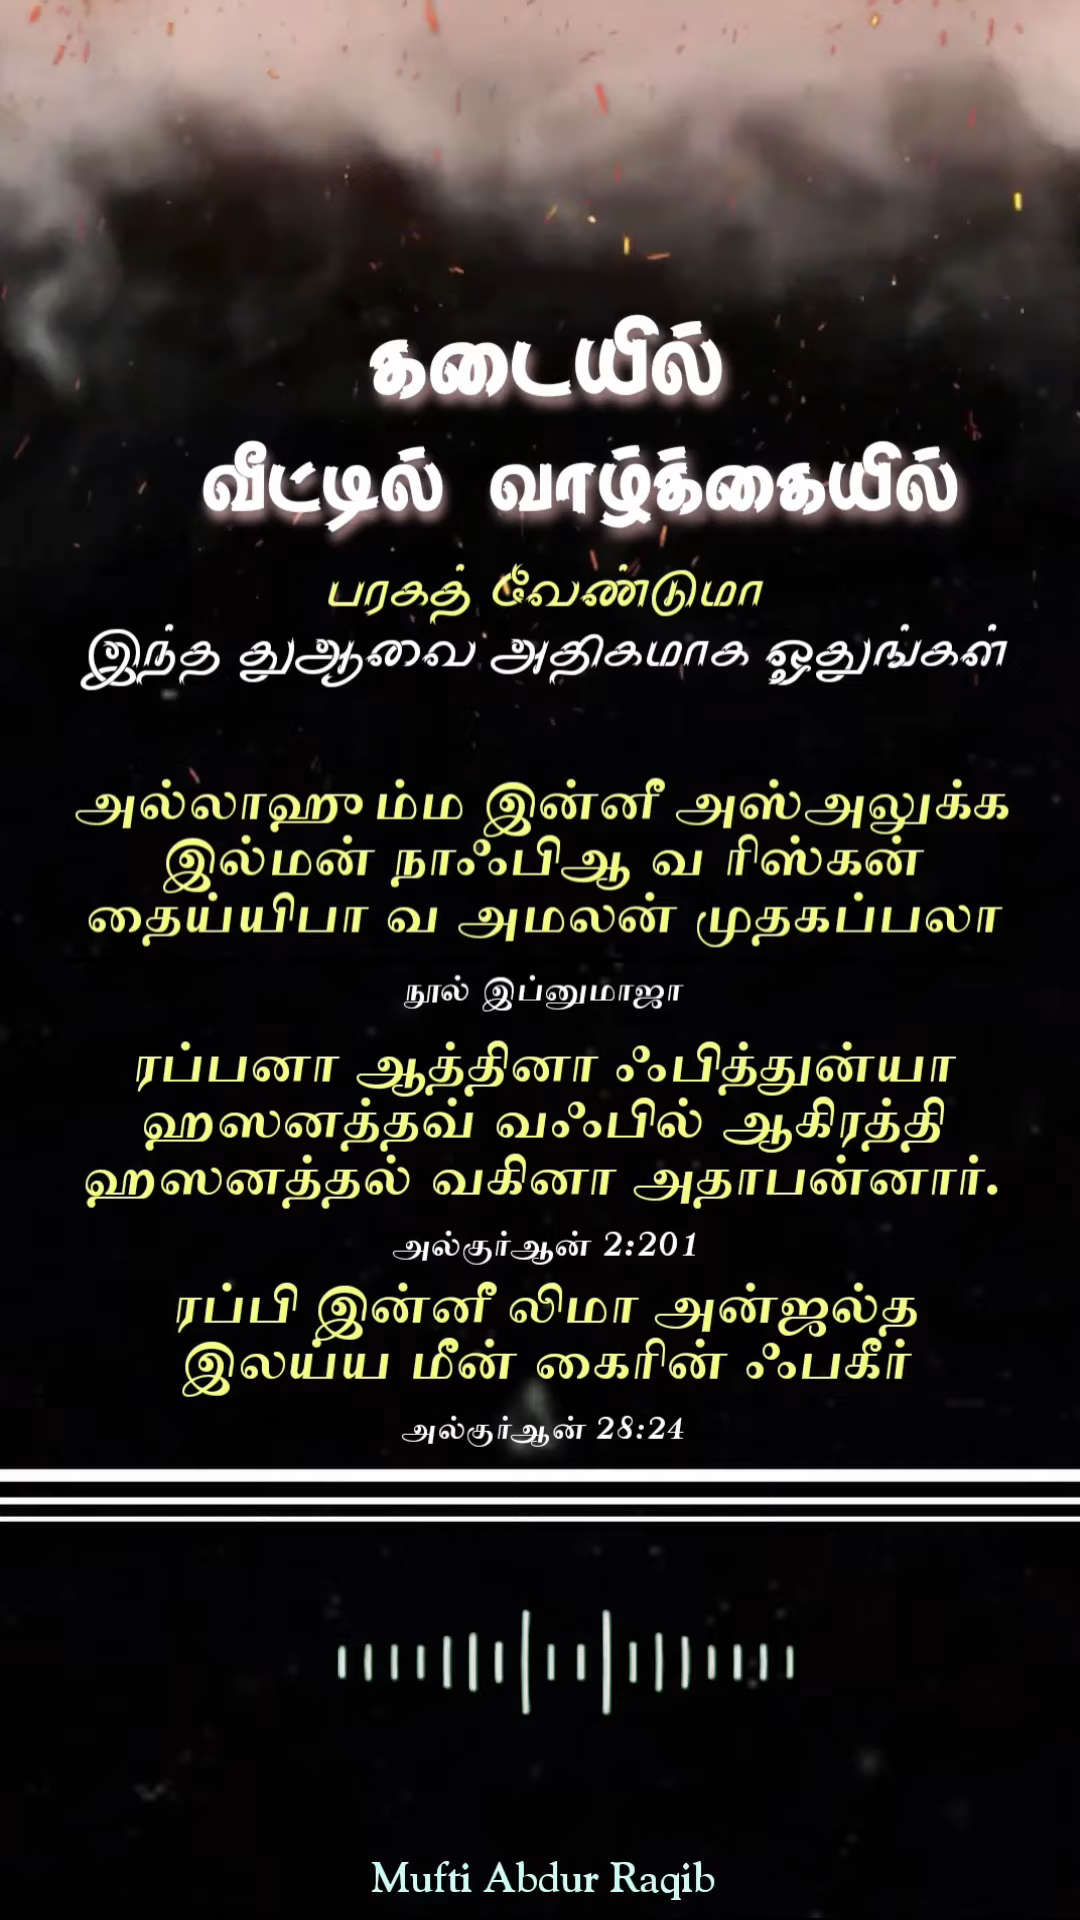 கடையில்
வீட்டில் வாழ்க்கையில்
பரகத் வேண்டுமா
இந்த துஆவை அதிகமாக ஓதுங்கள்
அல்லாஹு ம்ம இன்னீ அஸ்அலுக்க
இல்மன் நாஃபிஆ வ ரிஸ்கன்
தைய்யிபா வ அமலன் முதகப்பலா
நூல் இப்னுமாஜா
ரப்பனா ஆத்தினா ஃபித்துன்யா
ஹஸனத்தவ் வஃபில் ஆகிரத்தி
ஹஸனத்தல் வகினா அதாபன்னார்.
அல்குர்ஆன் 2:201
ரப்பி இன்னீ லிமா அன்ஜல்த
இலய்ய மீன் கைரின் ஃபகீர்
அல்குர்ஆன் 28:24
Mufti Abdur Raqib